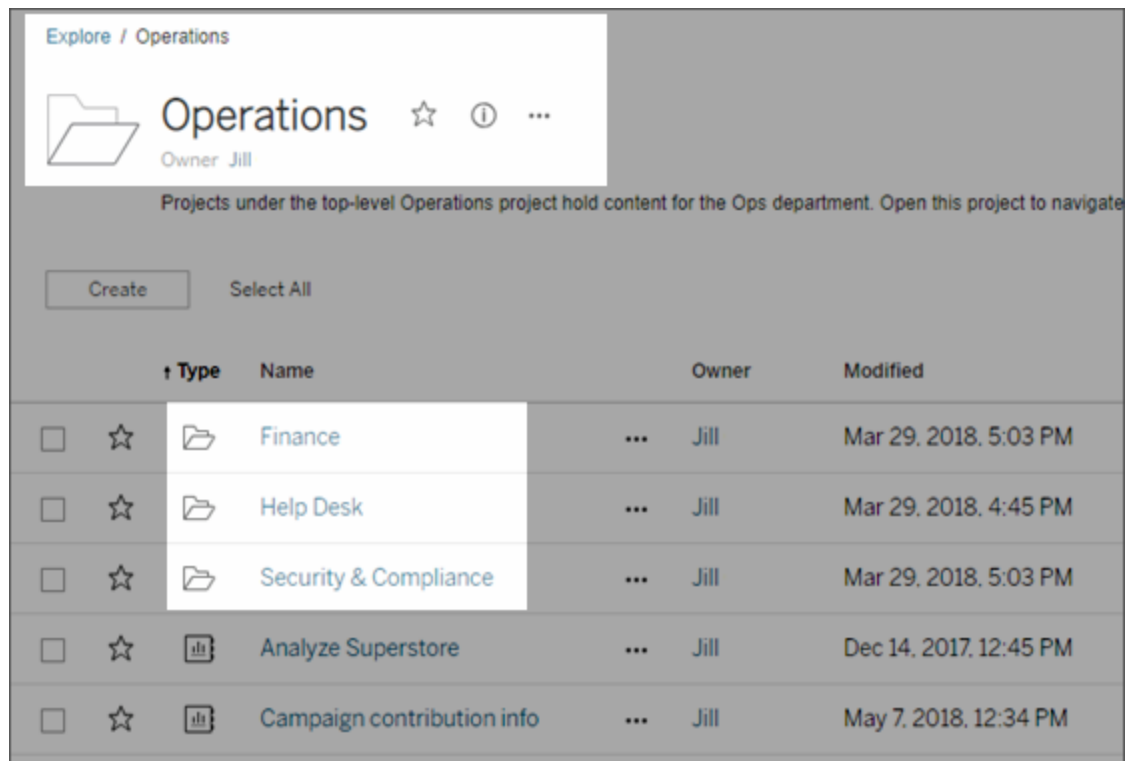 Explore / Operations
Operations
Owner Jill
Projects under the top-level Operations project hold content for the Ops department. Open this project to navigate
Create Select All
↑ Type Name Owner Modified
Finance ... Jill Mar 29, 2018, 5:03 PM
Help Desk ... Jill Mar 29, 2018, 4:45 PM
Security & Compliance ... Jill Mar 29, 2018, 5:03 PM
Analyze Superstore ... Jill Dec 14, 2017, 12:45 PM
Campaign contribution info ... Jill May 7, 2018, 12:34 PM